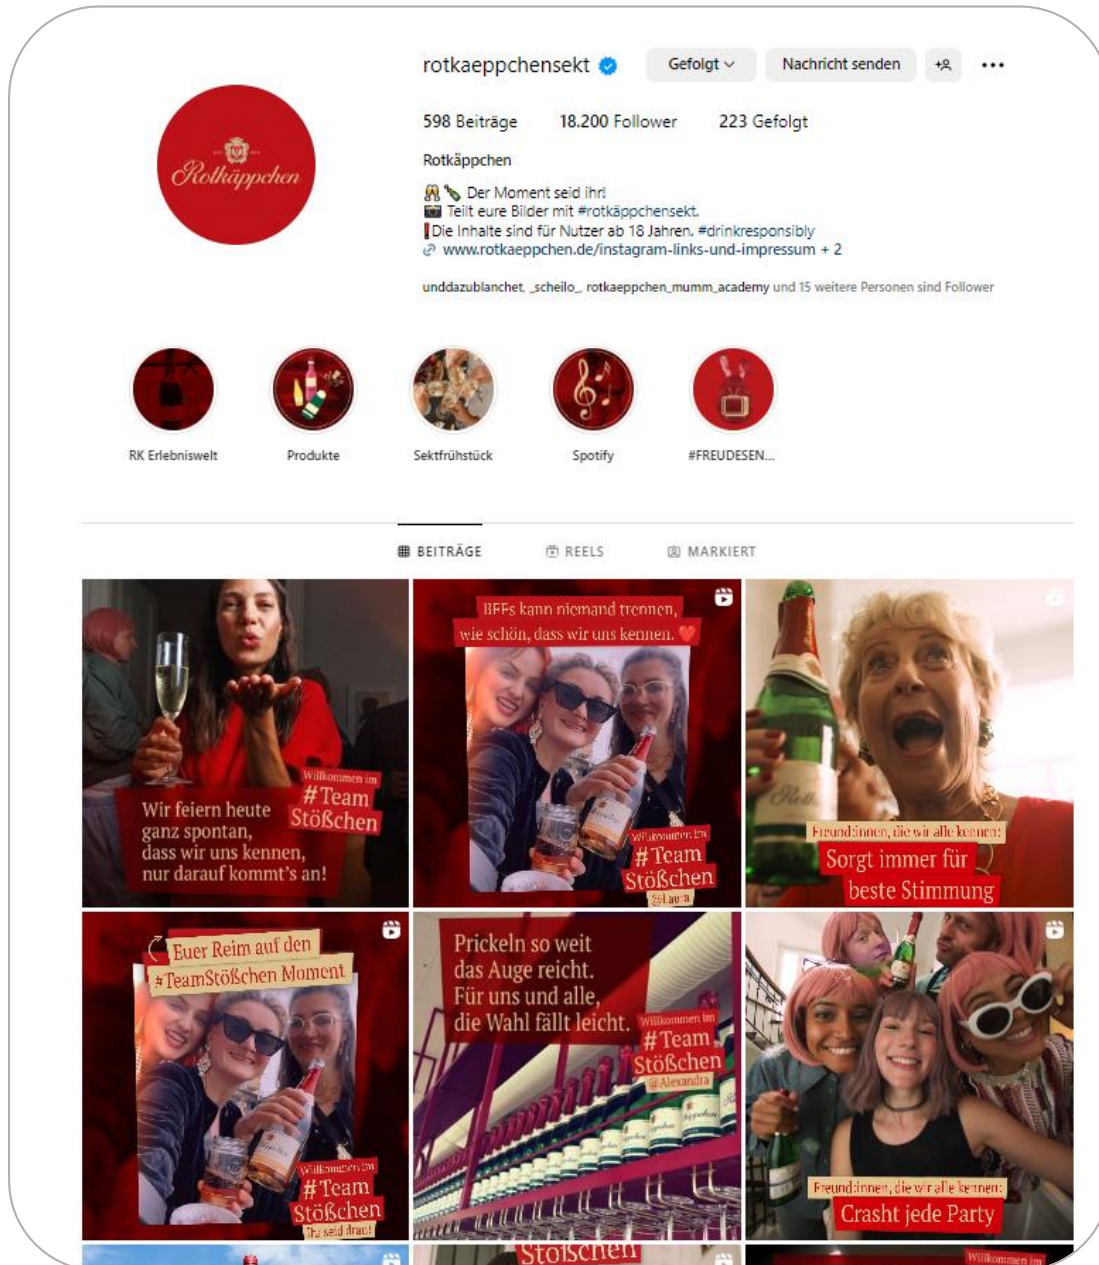 rotkaeppchensekt
Gefolgt
Nachricht senden
598 Beiträge 18.200 Follower 223 Gefolgt
Rotkäppchen
Rotkäppchen
Der Moment seid ihr!
Teilt eure Bilder mit #rotkäppchensekt.
Die Inhalte sind für Nutzer ab 18 Jahren. #drinkresponsibly
www.rotkaeppchen.de/instagram-links-und-impressum + 2
unddazublanchet, _scheilo_, rotkaeppchen_mumm_academy und 15 weitere Personen sind Follower
RK Erlebniswelt
Produkte
Sektfrühstück
Spotify
#FREUDESEN...
BEITRÄGE
REELS
MARKIERT
Wir feiern heute
ganz spontan,
dass wir uns kennen,
nur darauf kommt's an!
Willkommen im
#Team
Stößchen
BFFs kann niemand trennen,
wie schön, dass wir uns kennen.
Willkommen im
#Team
Stößchen
@Laura
Freund:innen, die wir alle kennen:
Sorgt immer für
beste Stimmung
Euer Reim auf den
#TeamStößchen Moment
Willkommen im
#Team
Stößchen
Ihr seid dran!
Prickeln so weit
das Auge reicht.
Für uns und alle,
die Wahl fällt leicht.
Willkommen im
#Team
Stößchen
@Alexandra
Freund:innen, die wir alle kennen:
Crasht jede Party
Stößchen
Willkommen im